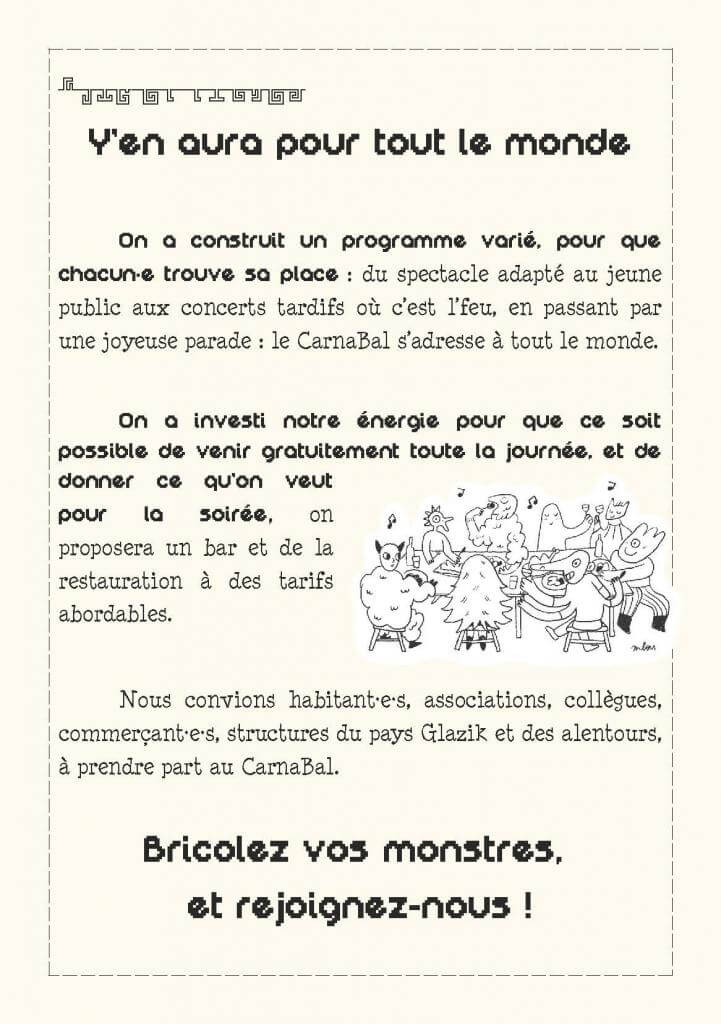 Y'en aura pour tout le monde
On a construit un programme varié, pour que
chacun·e trouve sa place : du spectacle adapté au jeune
public aux concerts tardifs où c'est l'feu, en passant par
une joyeuse parade : le CarnaBal s'adresse à tout le monde.
On a investi notre énergie pour que ce soit
possible de venir gratuitement toute la journée, et de
donner ce qu'on veut
pour la soirée, on
proposera un bar et de la
restauration à des tarifs
abordables.
Nous convions habitant·e·s, associations, collègues,
commerçant·e·s, structures du pays Glazik et des alentours,
à prendre part au CarnaBal.
Bricolez vos monstres,
et rejoignez-nous !